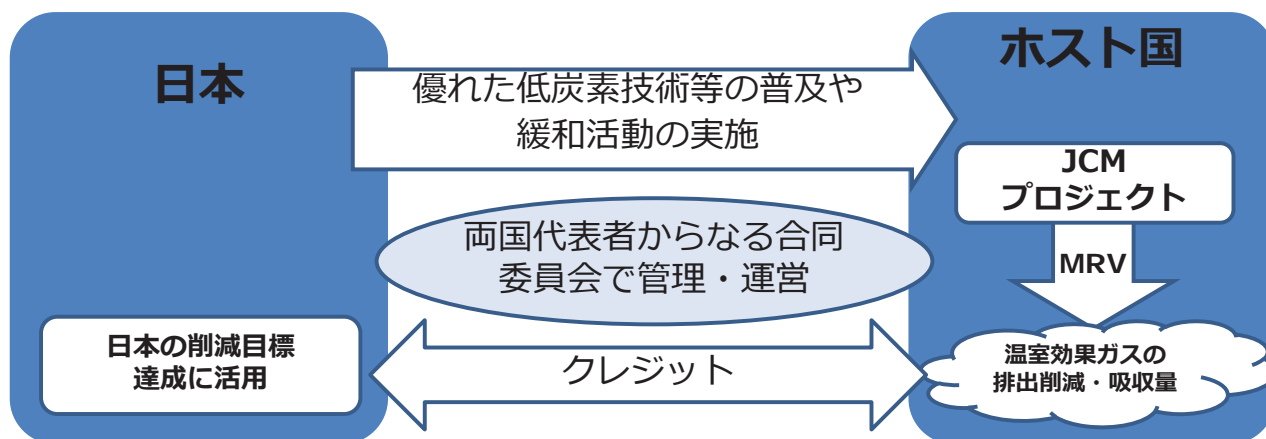 日本
ホスト国
優れた低炭素技術等の普及や
緩和活動の実施
JCM
プロジェクト
両国代表者からなる合同
委員会で管理・運営
MRV
日本の削減目標
達成に活用
クレジット
温室効果ガスの
排出削減・吸収量